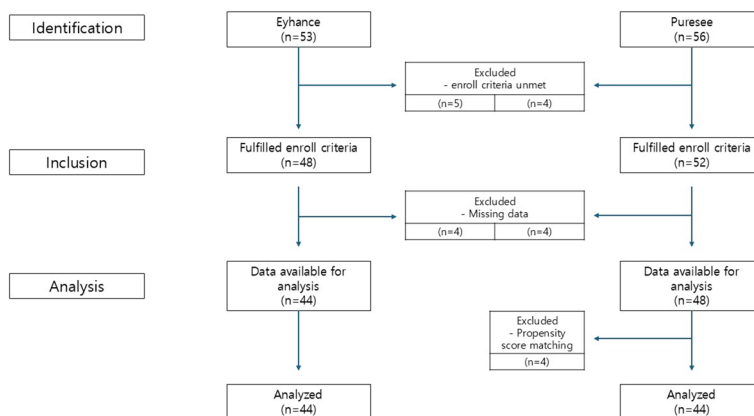 Identification
Eyhance
(n=53)
Puresee
(n=56)
Excluded
- enroll criteria unmet
(n=5) (n=4)
Inclusion
Fulfilled enroll criteria
(n=48)
Fulfilled enroll criteria
(n=52)
Excluded
- Missing data
(n=4) (n=4)
Analysis
Data available for
analysis
(n=44)
Data available for
analysis
(n=48)
Excluded
- Propensity
score matching
(n=4)
Analyzed
(n=44)
Analyzed
(n=44)